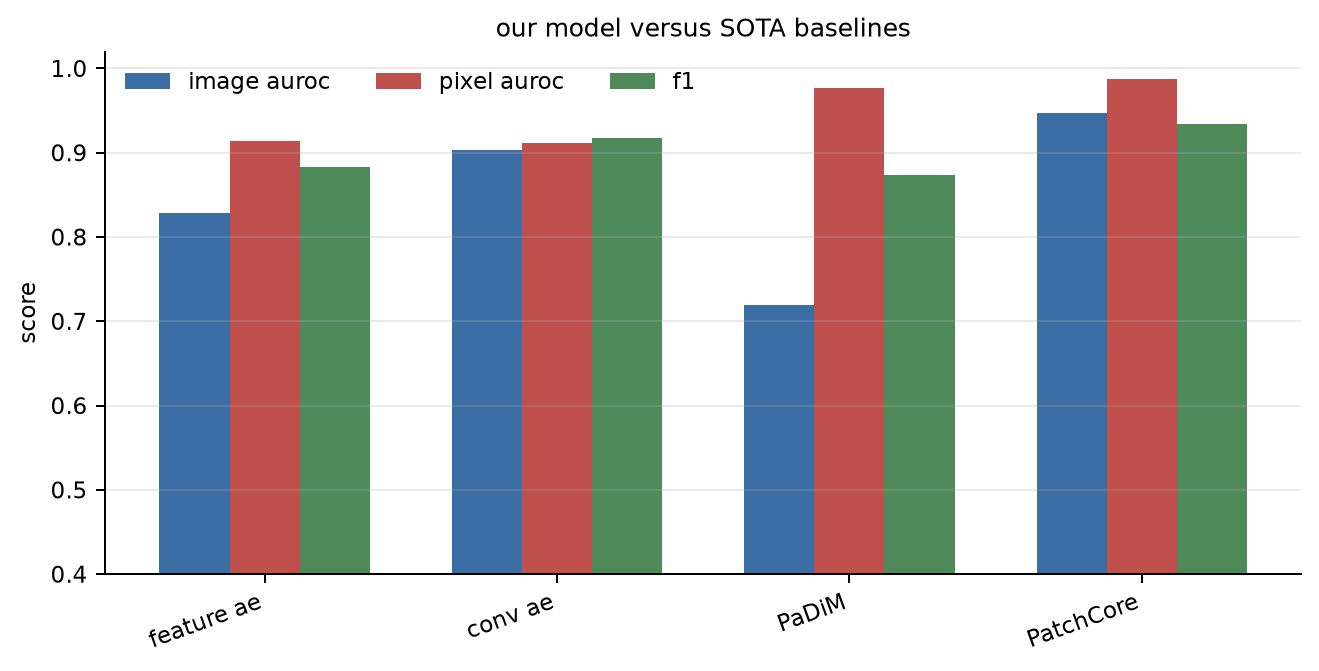 our model versus SOTA baselines
image auroc pixel auroc f1
1.0
0.9
0.8
0.7
0.6
0.5
0.4
score
feature ae conv ae PaDiM PatchCore